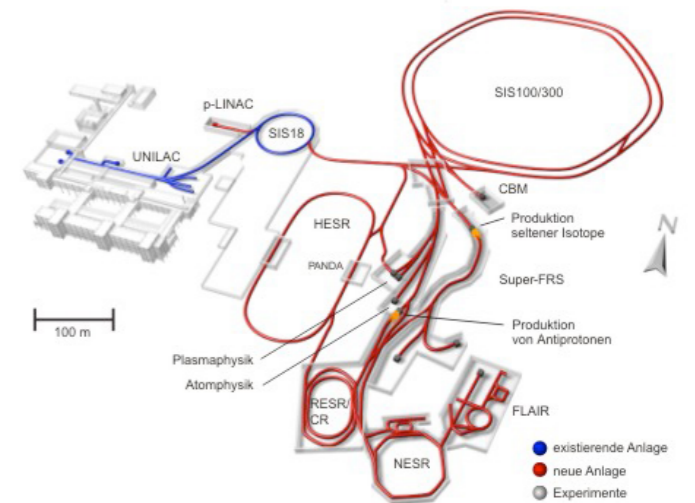 SIS100/300
p-LINAC
SIS18
UNILAC
CBM
HESR
Produktion
seltener Isotope
N
PANDA
Super-FRS
100 m
Produktion
von Antiprotonen
Plasmaphysik
Atomphysik
RESR/
CR
FLAIR
NESR
existierende Anlage
neue Anlage
Experimente